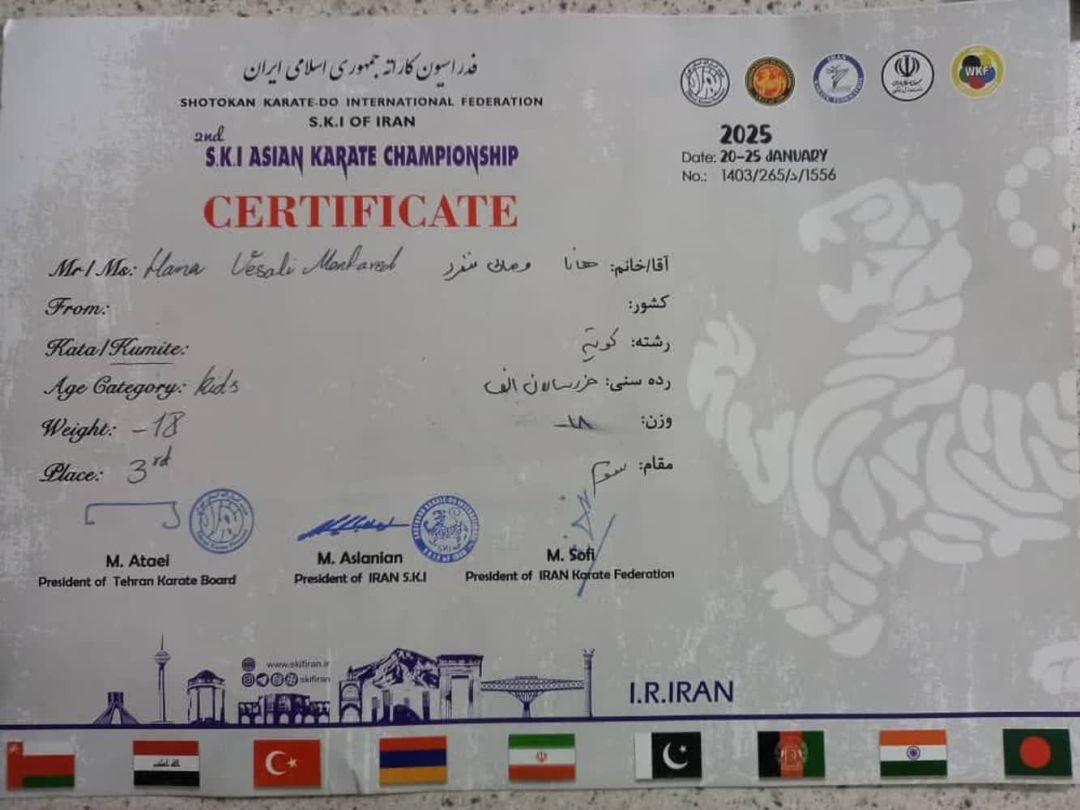 فدراسیون کاراته جمهوری اسلامی ایران
SHOTOKAN KARATE-DO INTERNATIONAL FEDERATION
S.K.I OF IRAN
2nd
S.K.I ASIAN KARATE CHAMPIONSHIP
CERTIFICATE
WKF
2025
Date: 20-25 JANUARY
No.: 1403/265/د/1556
Mr/Ms: Hana Vesali Monfared
آقا/خانم: هانا وصالی منفرد
From:
کشور:
Kata/Kumite:
رشته: کومیته
Age Category: kids
رده سنی: خردسالان الف
Weight: -18
وزن: -۱۸
Place: 3rd
مقام: سوم
M. Ataei
President of Tehran Karate Board
M. Aslanian
President of IRAN S.K.I
M. Sofi
President of IRAN Karate Federation
www.skifiran.ir
skifiran
I.R.IRAN